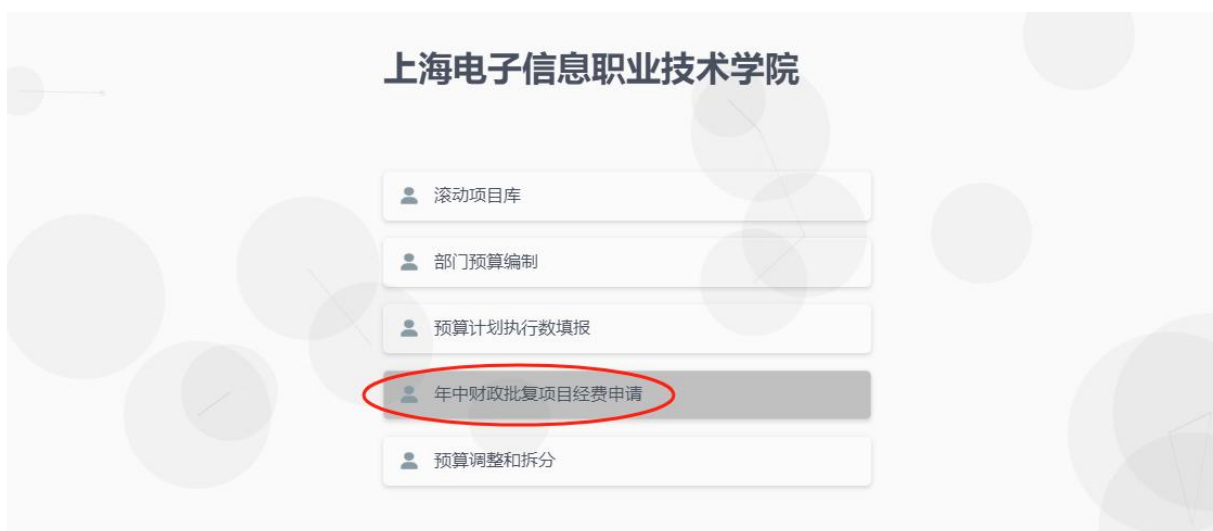 上海电子信息职业技术学院
滚动项目库
部门预算编制
预算计划执行数填报
年中财政批复项目经费申请
预算调整和拆分